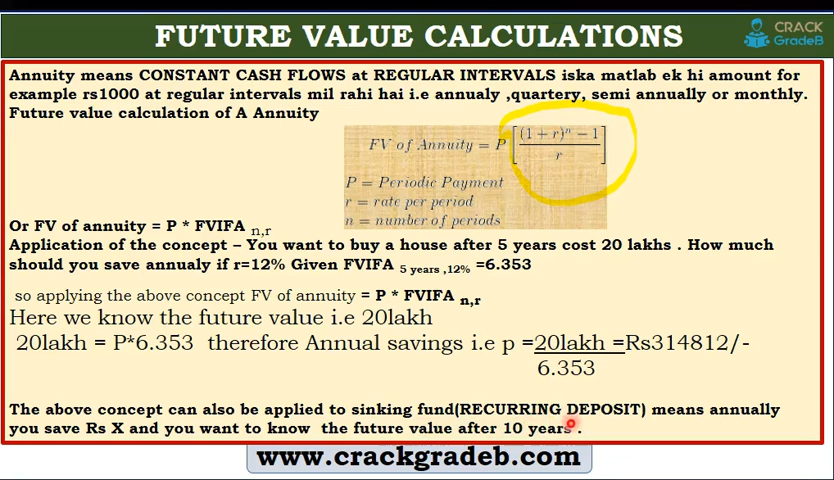 FUTURE VALUE CALCULATIONS
CRACK
GradeB
Annuity means CONSTANT CASH FLOWS at REGULAR INTERVALS iska matlab ek hi amount for
example rs1000 at regular intervals mil rahi hai i.e annualy ,quartery, semi annually or monthly.
Future value calculation of A Annuity
FV of Annuity = P [ ((1 + r)^n − 1) / r ]
P = Periodic Payment
r = rate per period
n = number of periods
Or FV of annuity = P * FVIFA n,r
Application of the concept – You want to buy a house after 5 years cost 20 lakhs . How much
should you save annualy if r=12% Given FVIFA 5 years ,12% =6.353
so applying the above concept FV of annuity = P * FVIFA n,r
Here we know the future value i.e 20lakh
20lakh = P*6.353 therefore Annual savings i.e p =20lakh =Rs314812/-
6.353
The above concept can also be applied to sinking fund(RECURRING DEPOSIT) means annually
you save Rs X and you want to know the future value after 10 years .
www.crackgradeb.com